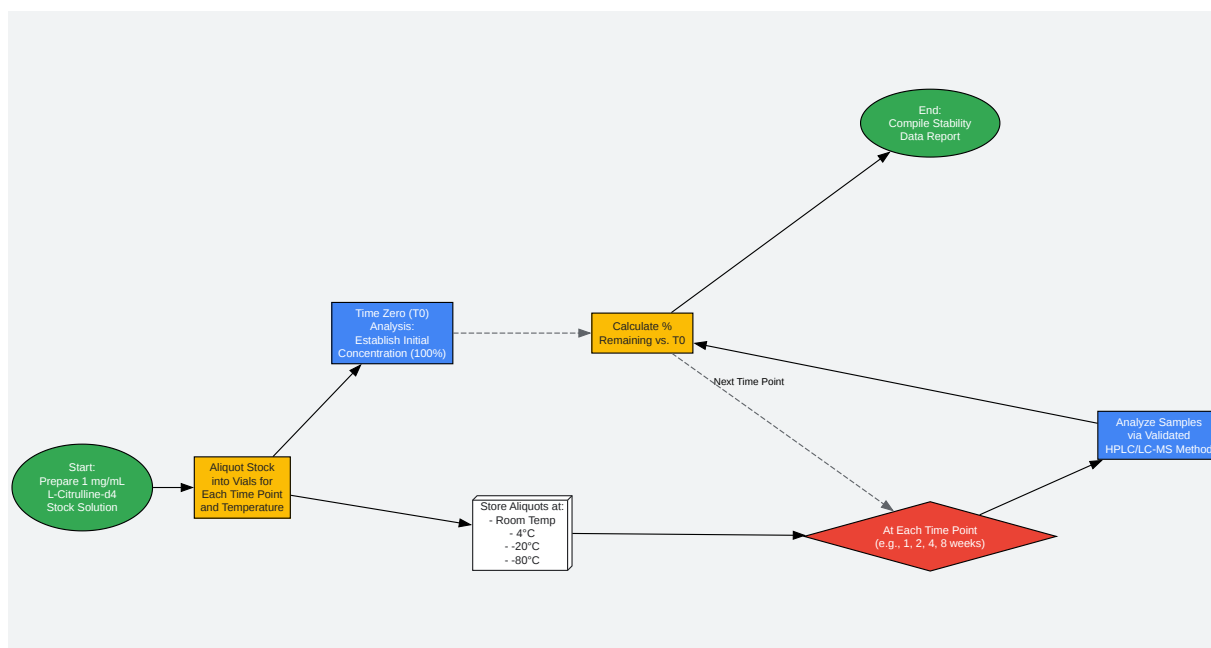 End:
Compile Stability
Data Report
Time Zero (T0)
Analysis:
Establish Initial
Concentration (100%)
Calculate %
Remaining vs. T0
Next Time Point
Analyze Samples
via Validated
HPLC/LC-MS Method
Start:
Prepare 1 mg/mL
L-Citrulline-d4
Stock Solution
Aliquot Stock
into Vials for
Each Time Point
and Temperature
Store Aliquots at:
- Room Temp
- 4°C
- -20°C
- -80°C
At Each Time Point
(e.g., 1, 2, 4, 8 weeks)